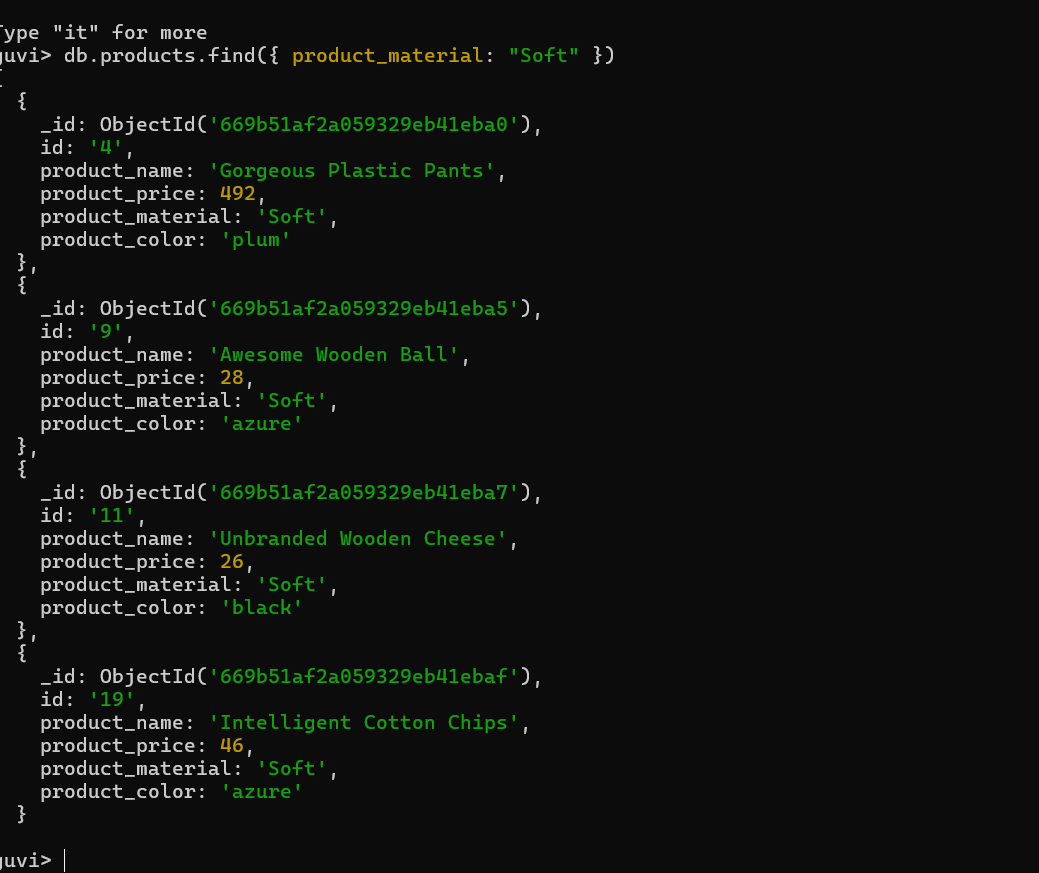 Type "it" for more
guvi> db.products.find({ product_material: "Soft" })
[
  {
    _id: ObjectId('669b51af2a059329eb41eba0'),
    id: '4',
    product_name: 'Gorgeous Plastic Pants',
    product_price: 492,
    product_material: 'Soft',
    product_color: 'plum'
  },
  {
    _id: ObjectId('669b51af2a059329eb41eba5'),
    id: '9',
    product_name: 'Awesome Wooden Ball',
    product_price: 28,
    product_material: 'Soft',
    product_color: 'azure'
  },
  {
    _id: ObjectId('669b51af2a059329eb41eba7'),
    id: '11',
    product_name: 'Unbranded Wooden Cheese',
    product_price: 26,
    product_material: 'Soft',
    product_color: 'black'
  },
  {
    _id: ObjectId('669b51af2a059329eb41ebaf'),
    id: '19',
    product_name: 'Intelligent Cotton Chips',
    product_price: 46,
    product_material: 'Soft',
    product_color: 'azure'
  }
guvi>